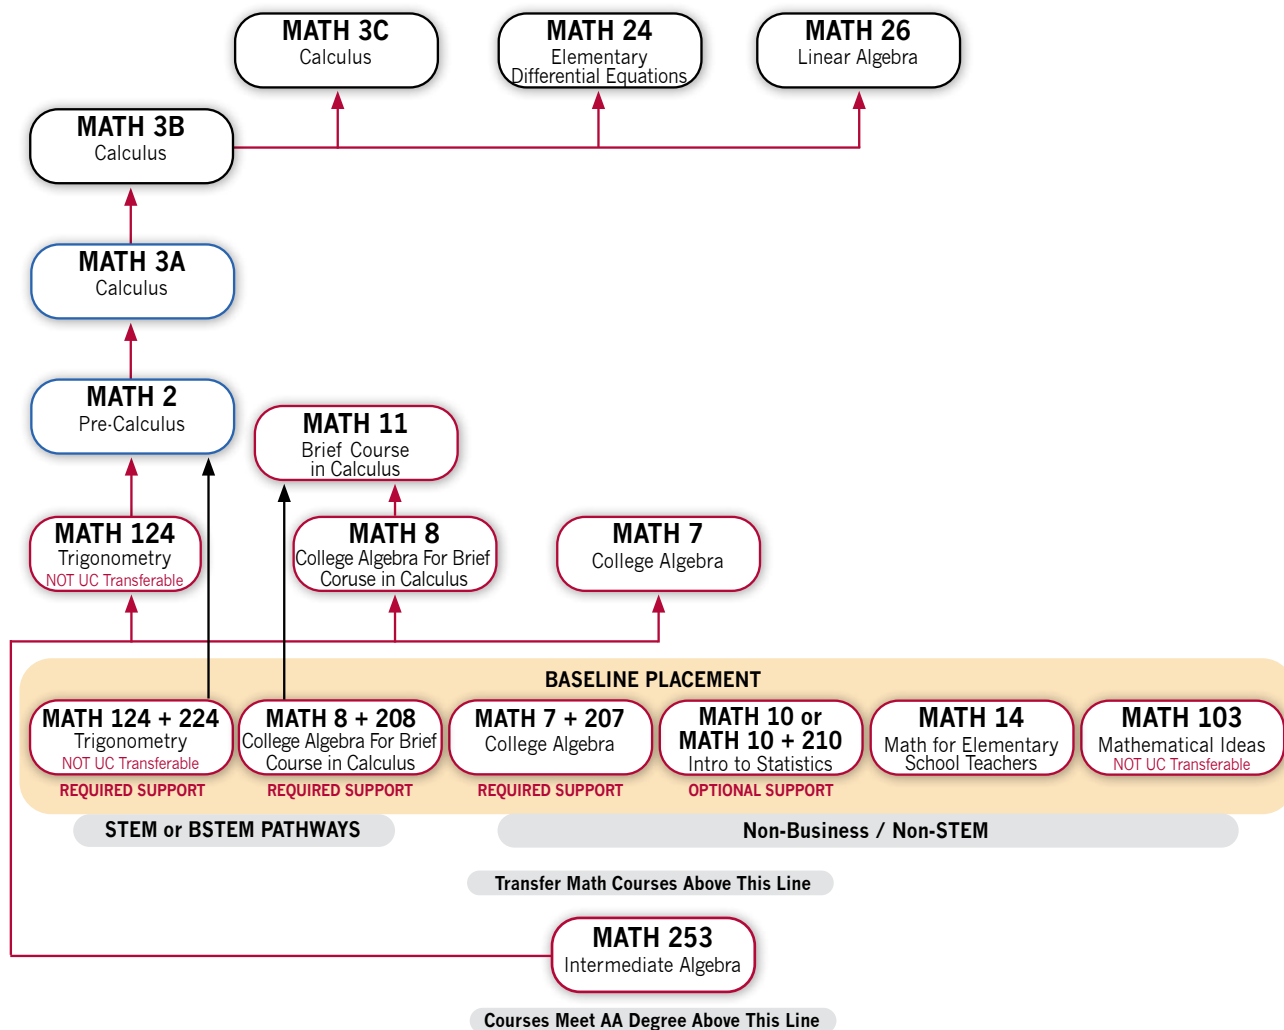 MATH 3C
Calculus
MATH 24
Elementary
Differential Equations
MATH 26
Linear Algebra
MATH 3B
Calculus
MATH 3A
Calculus
MATH 2
Pre-Calculus
MATH 11
Brief Course
in Calculus
MATH 124
Trigonometry
NOT UC Transferable
MATH 8
College Algebra For Brief
Coruse in Calculus
MATH 7
College Algebra
BASELINE PLACEMENT
MATH 124 + 224
Trigonometry
NOT UC Transferable
REQUIRED SUPPORT
MATH 8 + 208
College Algebra For Brief
Course in Calculus
REQUIRED SUPPORT
MATH 7 + 207
College Algebra
REQUIRED SUPPORT
MATH 10 or
MATH 10 + 210
Intro to Statistics
OPTIONAL SUPPORT
MATH 14
Math for Elementary
School Teachers
MATH 103
Mathematical Ideas
NOT UC Transferable
STEM or BSTEM PATHWAYS
Non-Business / Non-STEM
Transfer Math Courses Above This Line
MATH 253
Intermediate Algebra
Courses Meet AA Degree Above This Line